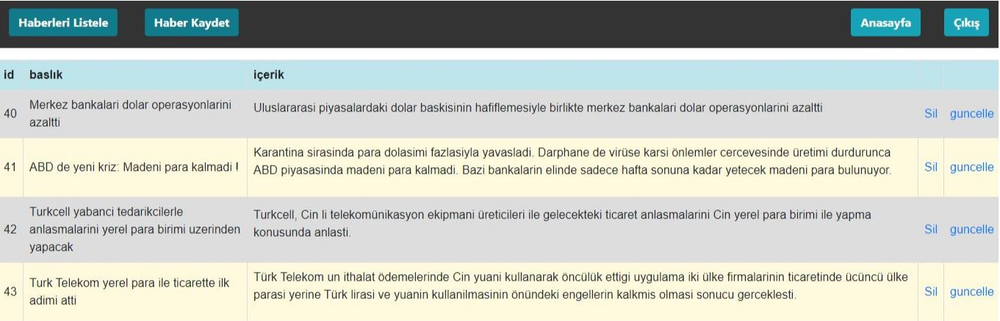 Haberleri Listele Haber Kaydet Anasayfa Çıkış
id baslık içerik
40 Merkez bankalari dolar operasyonlarini
azaltti
Uluslararasi piyasalardaki dolar baskisinin hafiflemesiyle birlikte merkez bankalari dolar operasyonlarini azaltti
Sil guncelle
41 ABD de yeni kriz: Madeni para kalmadi !
Karantina sirasinda para dolasimi fazlasiyla yavasladi. Darphane de virüse karsi önlemler cercevesinde üretimi durdurunca
ABD piyasasinda madeni para kalmadi. Bazi bankalarin elinde sadece hafta sonuna kadar yetecek madeni para bulunuyor.
Sil guncelle
42 Turkcell yabanci tedarikcilerle
anlasmalarini yerel para birimi uzerinden
yapacak
Turkcell, Cin li telekomünikasyon ekipmani üreticileri ile gelecekteki ticaret anlasmalarini Cin yerel para birimi ile yapma
konusunda anlasti.
Sil guncelle
43 Turk Telekom yerel para ile ticarette ilk
adimi atti
Türk Telekom un ithalat ödemelerinde Cin yuani kullanarak öncülük ettigi uygulama iki ülke firmalarinin ticaretinde ücüncü ülke
parasi yerine Türk lirasi ve yuanin kullanilmasinin önündeki engellerin kalkmis olmasi sonucu gerceklesti.
Sil guncelle